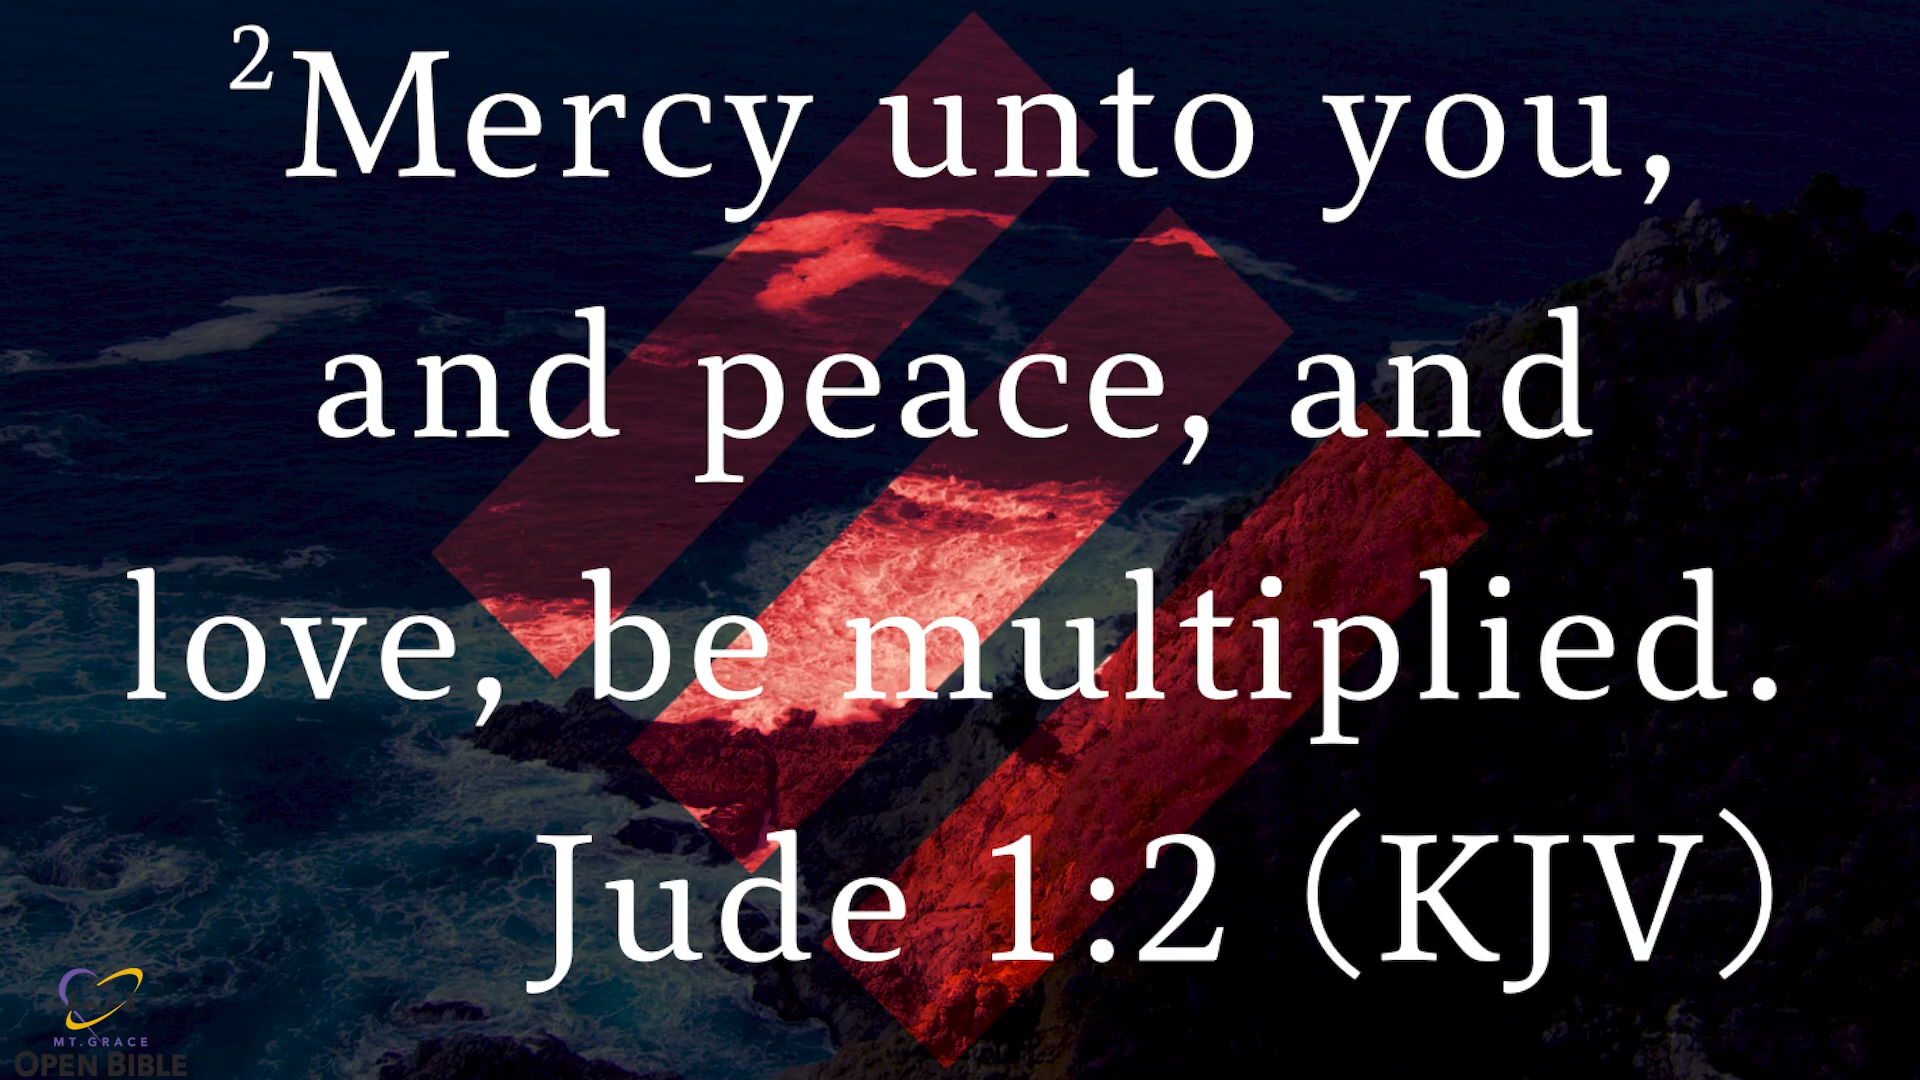 ²Mercy unto you,
and peace, and
love, be multiplied.
Jude 1:2 (KJV)
MT.GRACE
OPEN BIBLE